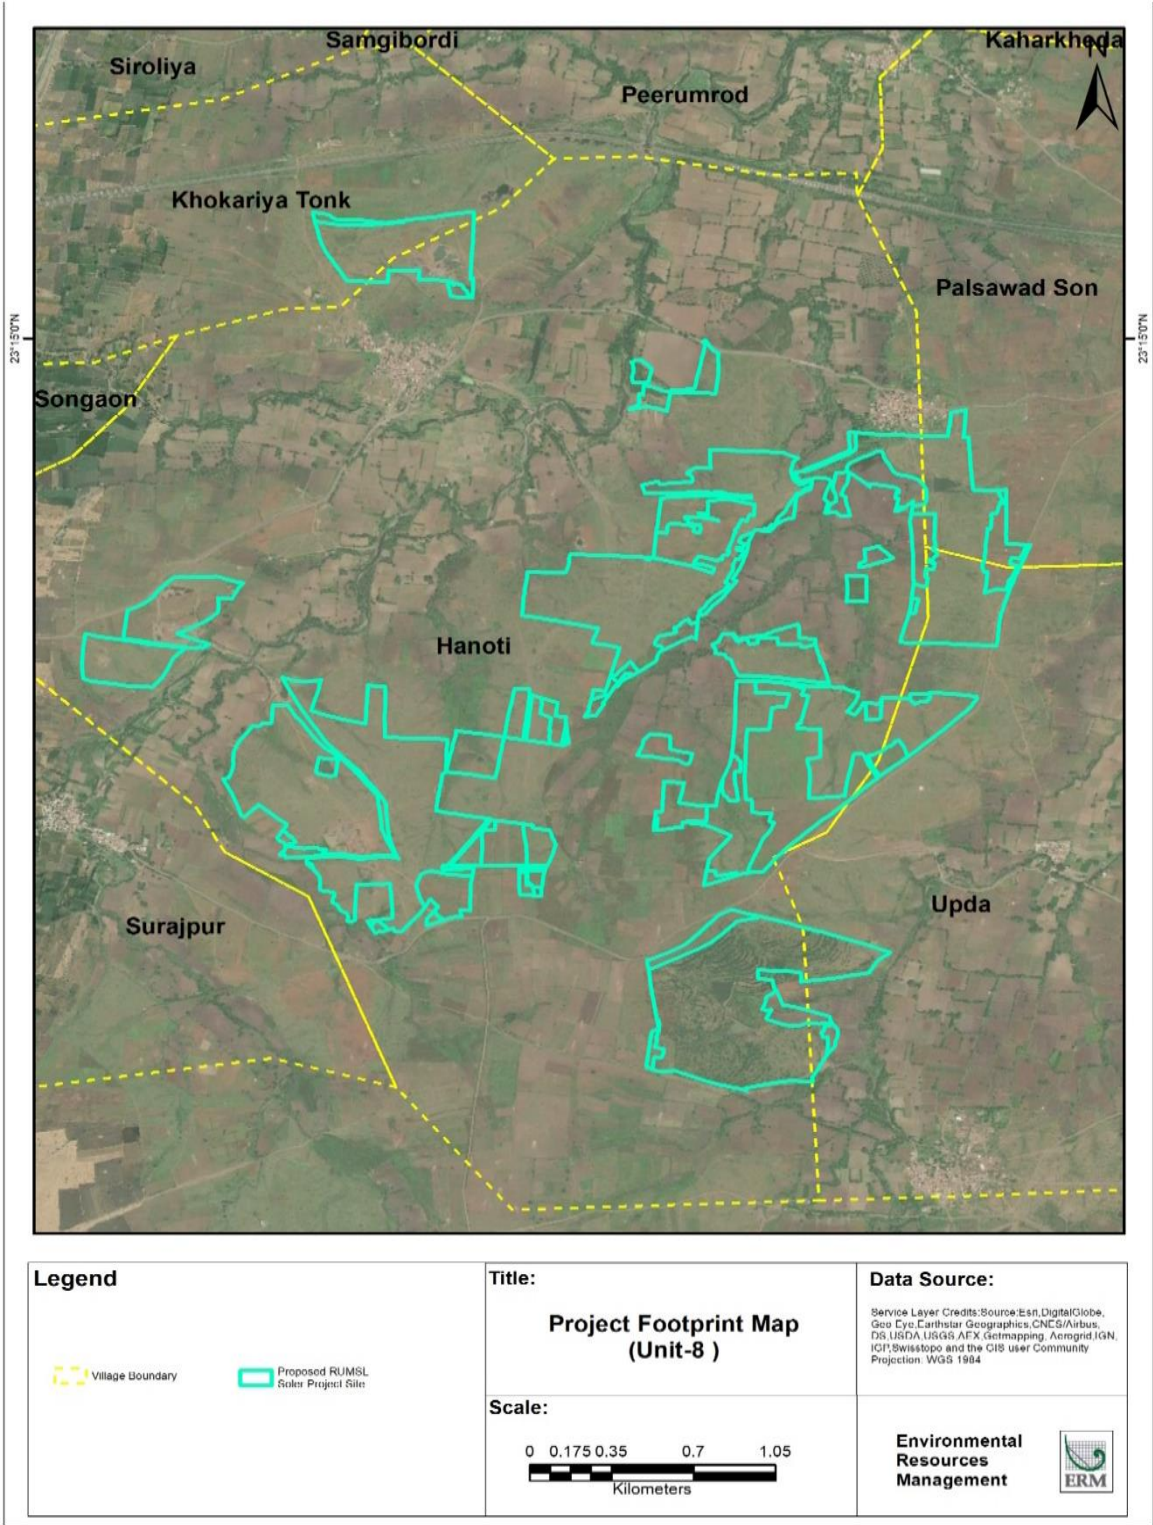 Samgibordi
Kaharkheda
N
Siroliya
Peerumrod
Khokariya Tonk
Palsawad Son
23°15'0"N
23°15'0"N
Songaon
Hanoti
Surajpur
Upda
Legend
Village Boundary
Proposed RUMSL
Soler Project Site
Title:
Project Footprint Map
(Unit-8 )
Scale:
0 0.175 0.35 0.7 1.05
Kilometers
Data Source:
Service Layer Credits:Source:Esri,DigitalGlobe,
Geo Eye,Earthstar Geographics,CNES/Airbus,
DS,USDA,USGS,AEX,Getmapping, Aerogrid,IGN,
IGP,Swisstopo and the GIS user Community
Projection: WGS 1984
Environmental
Resources
Management
ERM